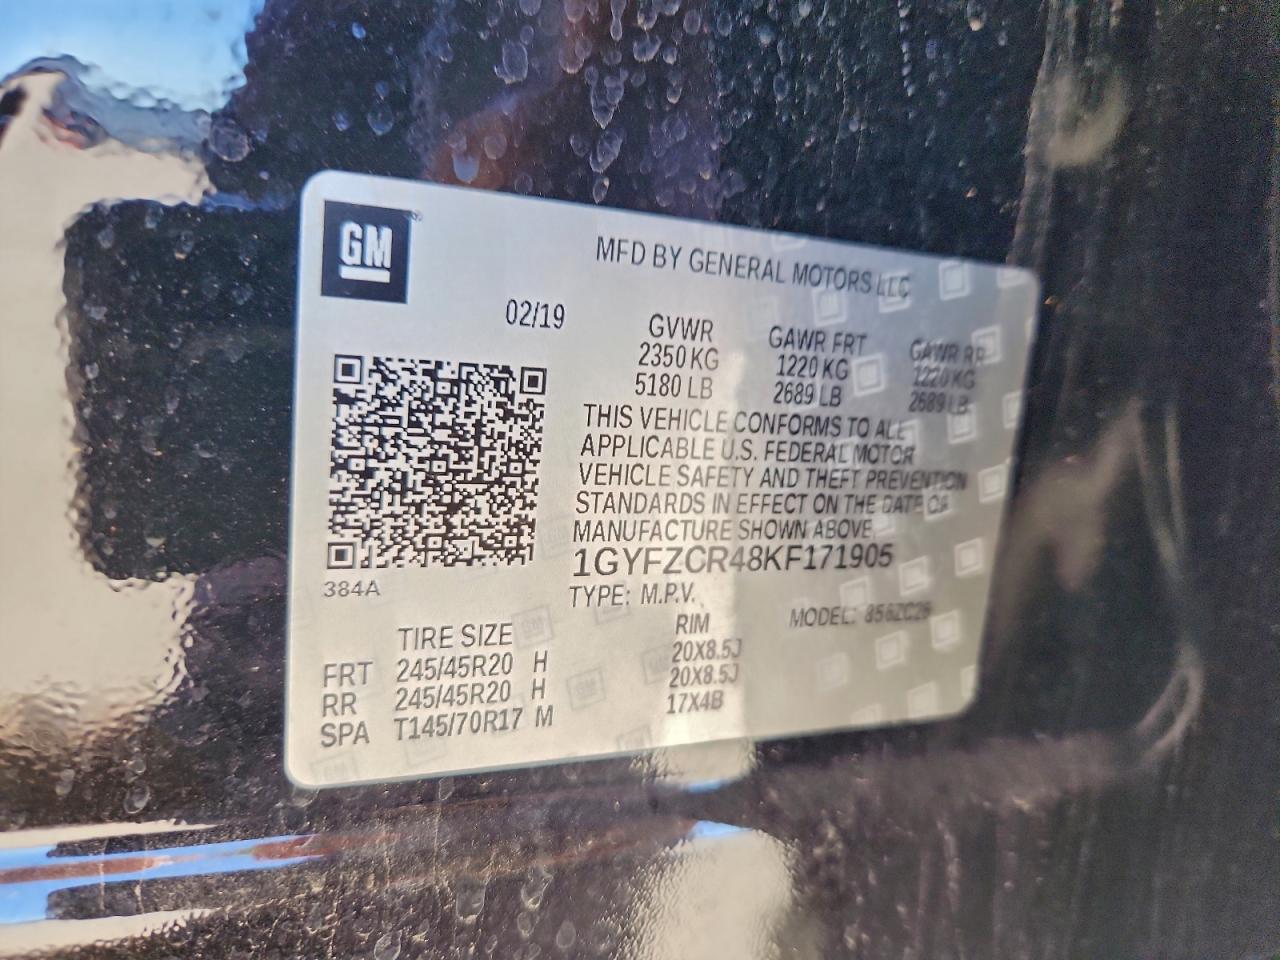 GM
MFD BY GENERAL MOTORS LLC
02/19
GVWR GAWR FRT GAWR RR
2350 KG 1220 KG 1220 KG
5180 LB 2689 LB 2689 LB
THIS VEHICLE CONFORMS TO ALL
APPLICABLE U.S. FEDERAL MOTOR
VEHICLE SAFETY AND THEFT PREVENTION
STANDARDS IN EFFECT ON THE DATE OF
MANUFACTURE SHOWN ABOVE
1GYFZCR48KF171905
384A
TYPE: M.P.V. MODEL:
TIRE SIZE RIM
FRT 245/45R20 H 20X8.5J
RR 245/45R20 H 20X8.5J
SPA T145/70R17 M 17X4B